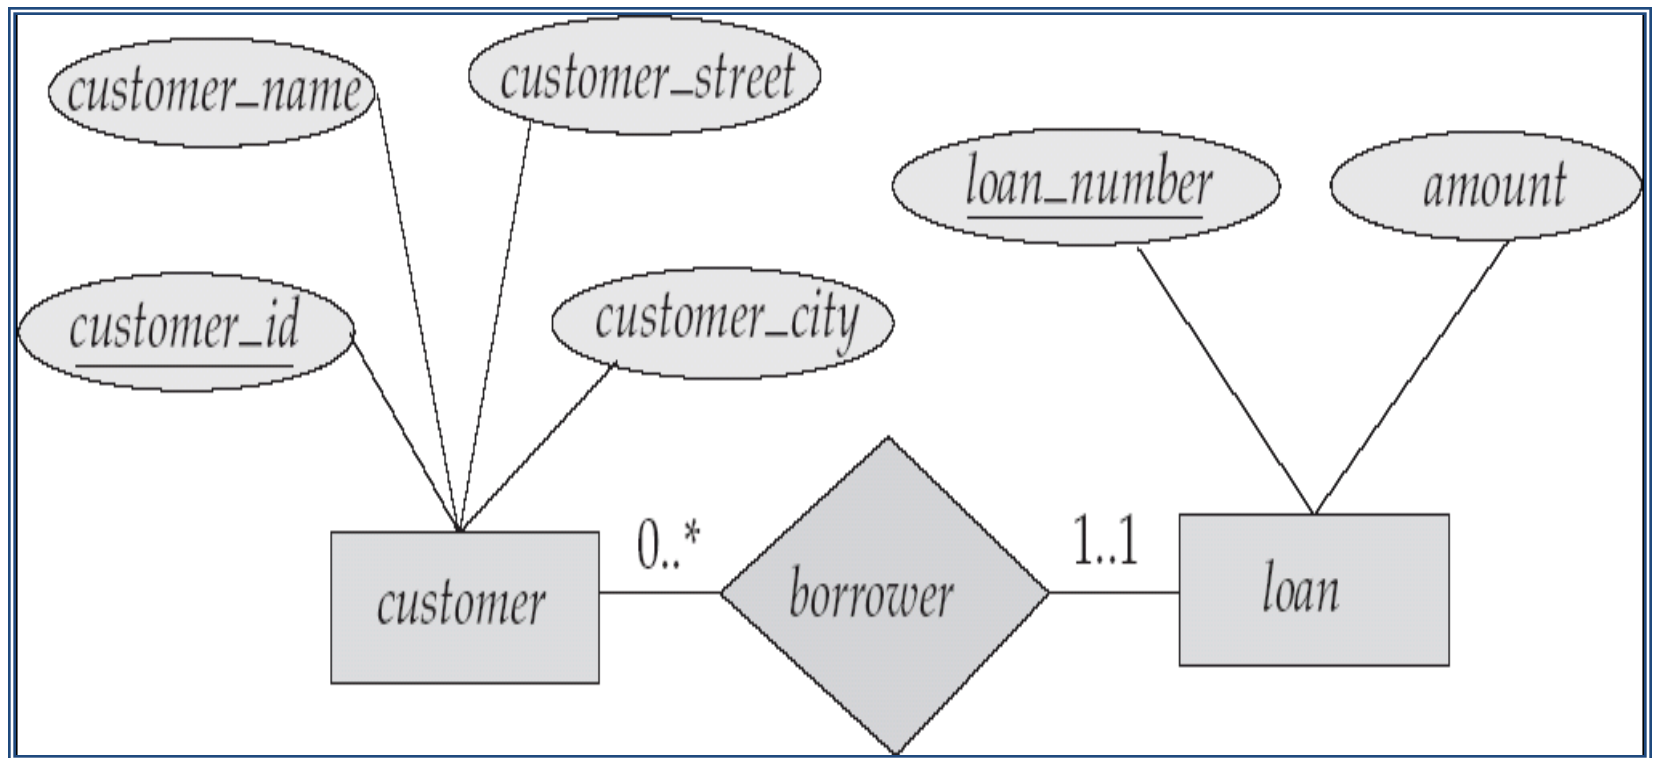 customer_name
customer_street
loan_number
amount
customer_id
customer_city
customer
0..*
borrower
1..1
loan